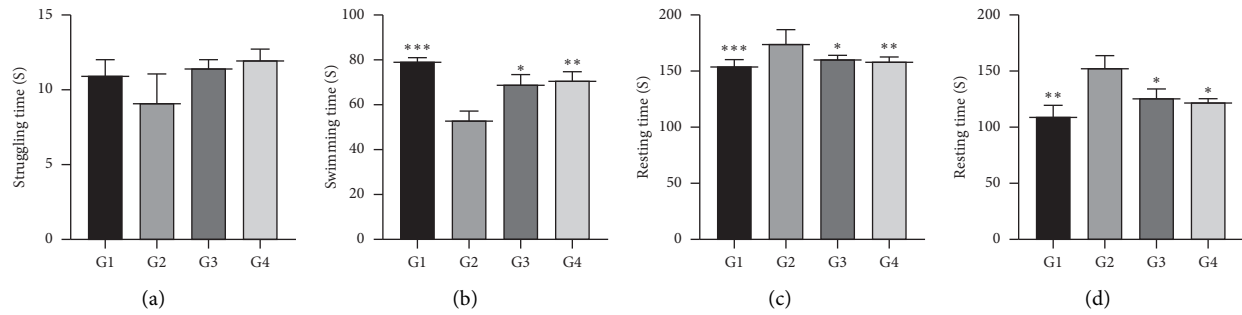 Struggling time (S)
15
10
5
0
G1 G2 G3 G4
(a)
Swimming time (S)
100
80
60
40
20
0
***
*
**
G1 G2 G3 G4
(b)
Resting time (S)
200
150
100
50
0
***
*
**
G1 G2 G3 G4
(c)
Resting time (S)
200
150
100
50
0
**
*
*
G1 G2 G3 G4
(d)